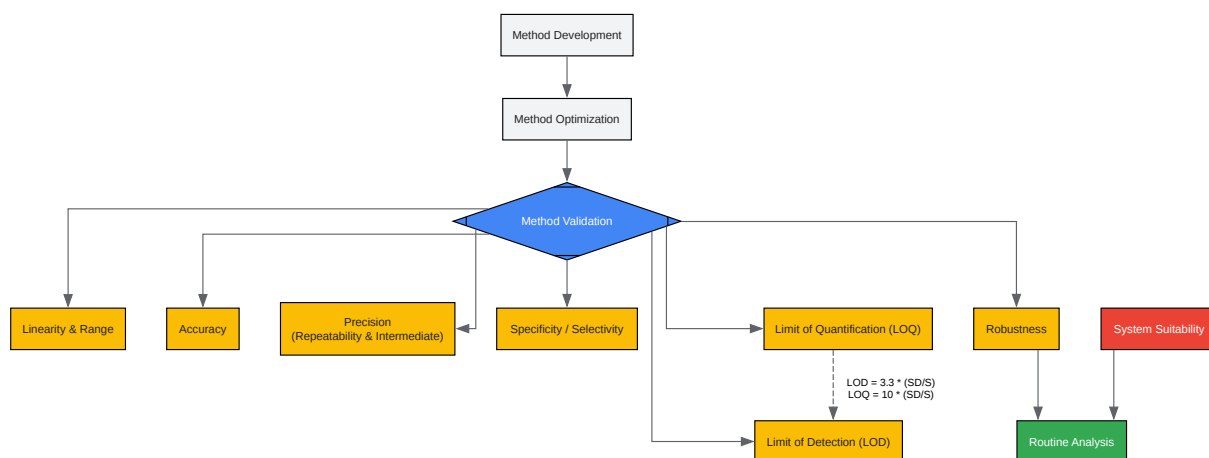 Method Development
Method Optimization
Method Validation
Linearity & Range
Accuracy
Precision
(Repeatability & Intermediate)
Specificity / Selectivity
Limit of Quantification (LOQ)
Robustness
System Suitability
LOD = 3.3 * (SD/S)
LOQ = 10 * (SD/S)
Limit of Detection (LOD)
Routine Analysis